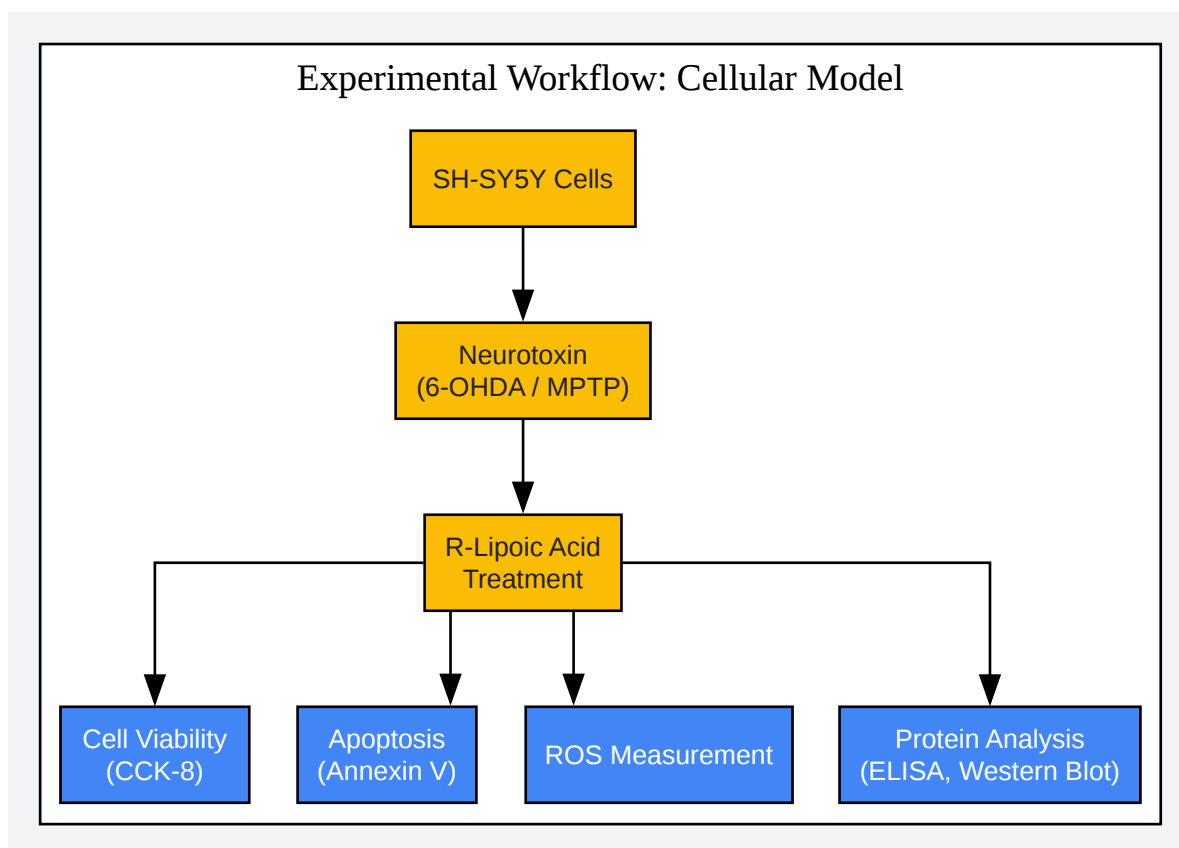 Experimental Workflow: Cellular Model
SH-SY5Y Cells
Neurotoxin
(6-OHDA / MPTP)
R-Lipoic Acid
Treatment
Cell Viability
(CCK-8)
Apoptosis
(Annexin V)
ROS Measurement
Protein Analysis
(ELISA, Western Blot)